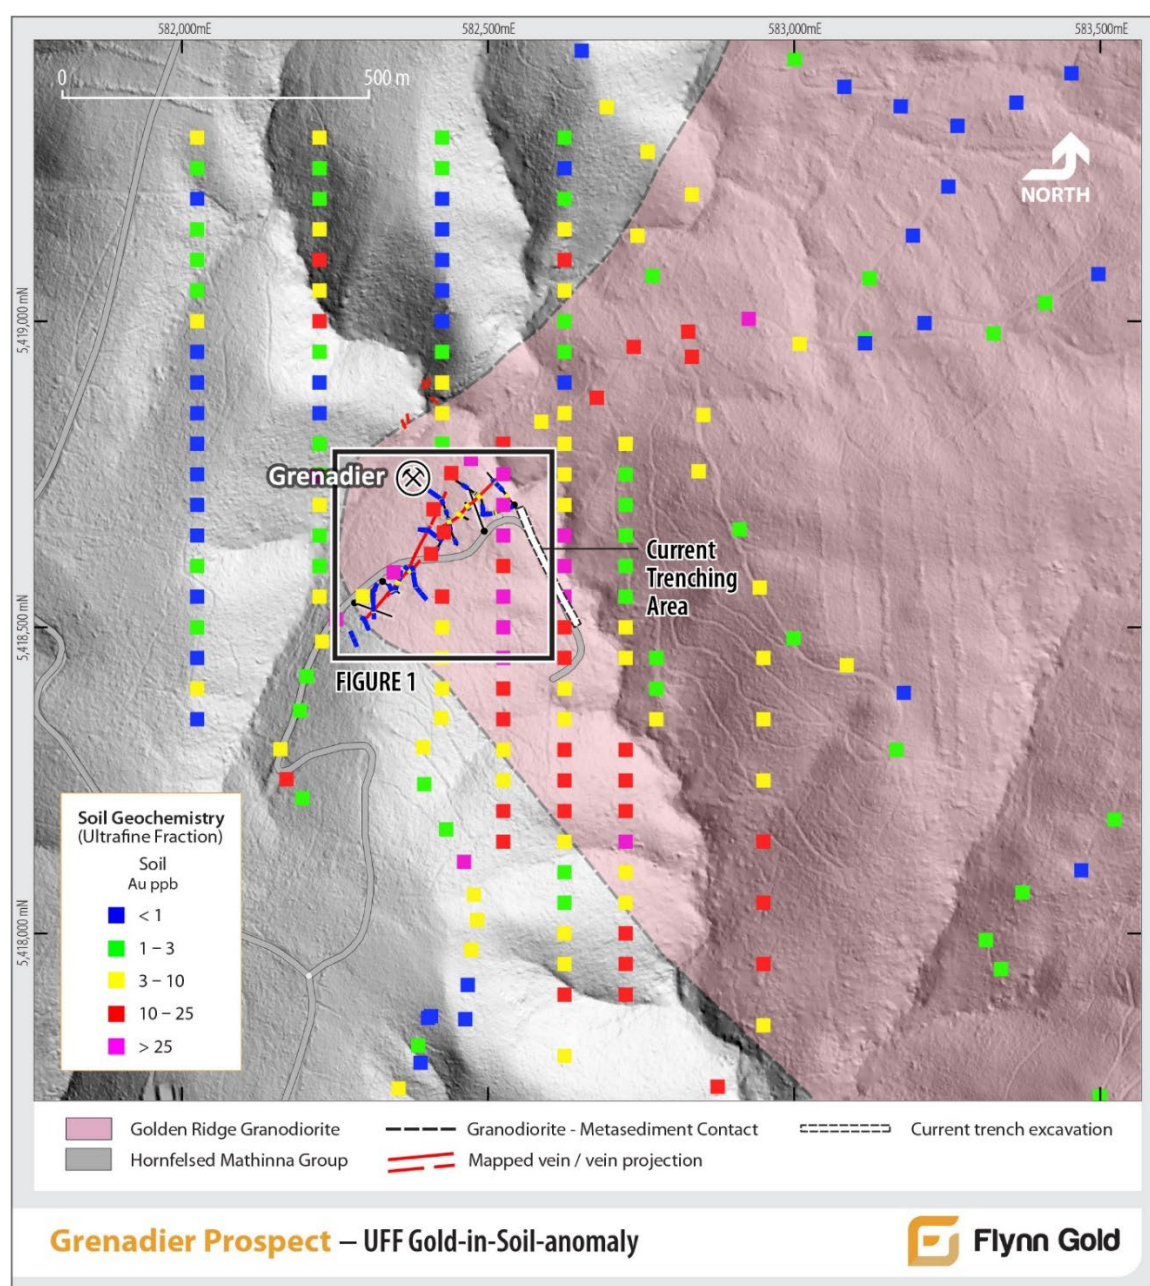 582,000mE
582,500mE
583,000mE
583,500mE
0
500 m
NORTH
5,419,000 mN
Grenadier
Current
Trenching
Area
5,418,500 mN
FIGURE 1
Soil Geochemistry
(Ultrafine Fraction)
Soil
Au ppb
< 1
1 – 3
3 – 10
10 – 25
> 25
5,418,000 mN
Golden Ridge Granodiorite
Granodiorite - Metasediment Contact
Current trench excavation
Hornfelsed Mathinna Group
Mapped vein / vein projection
Grenadier Prospect – UFF Gold-in-Soil-anomaly
Flynn Gold